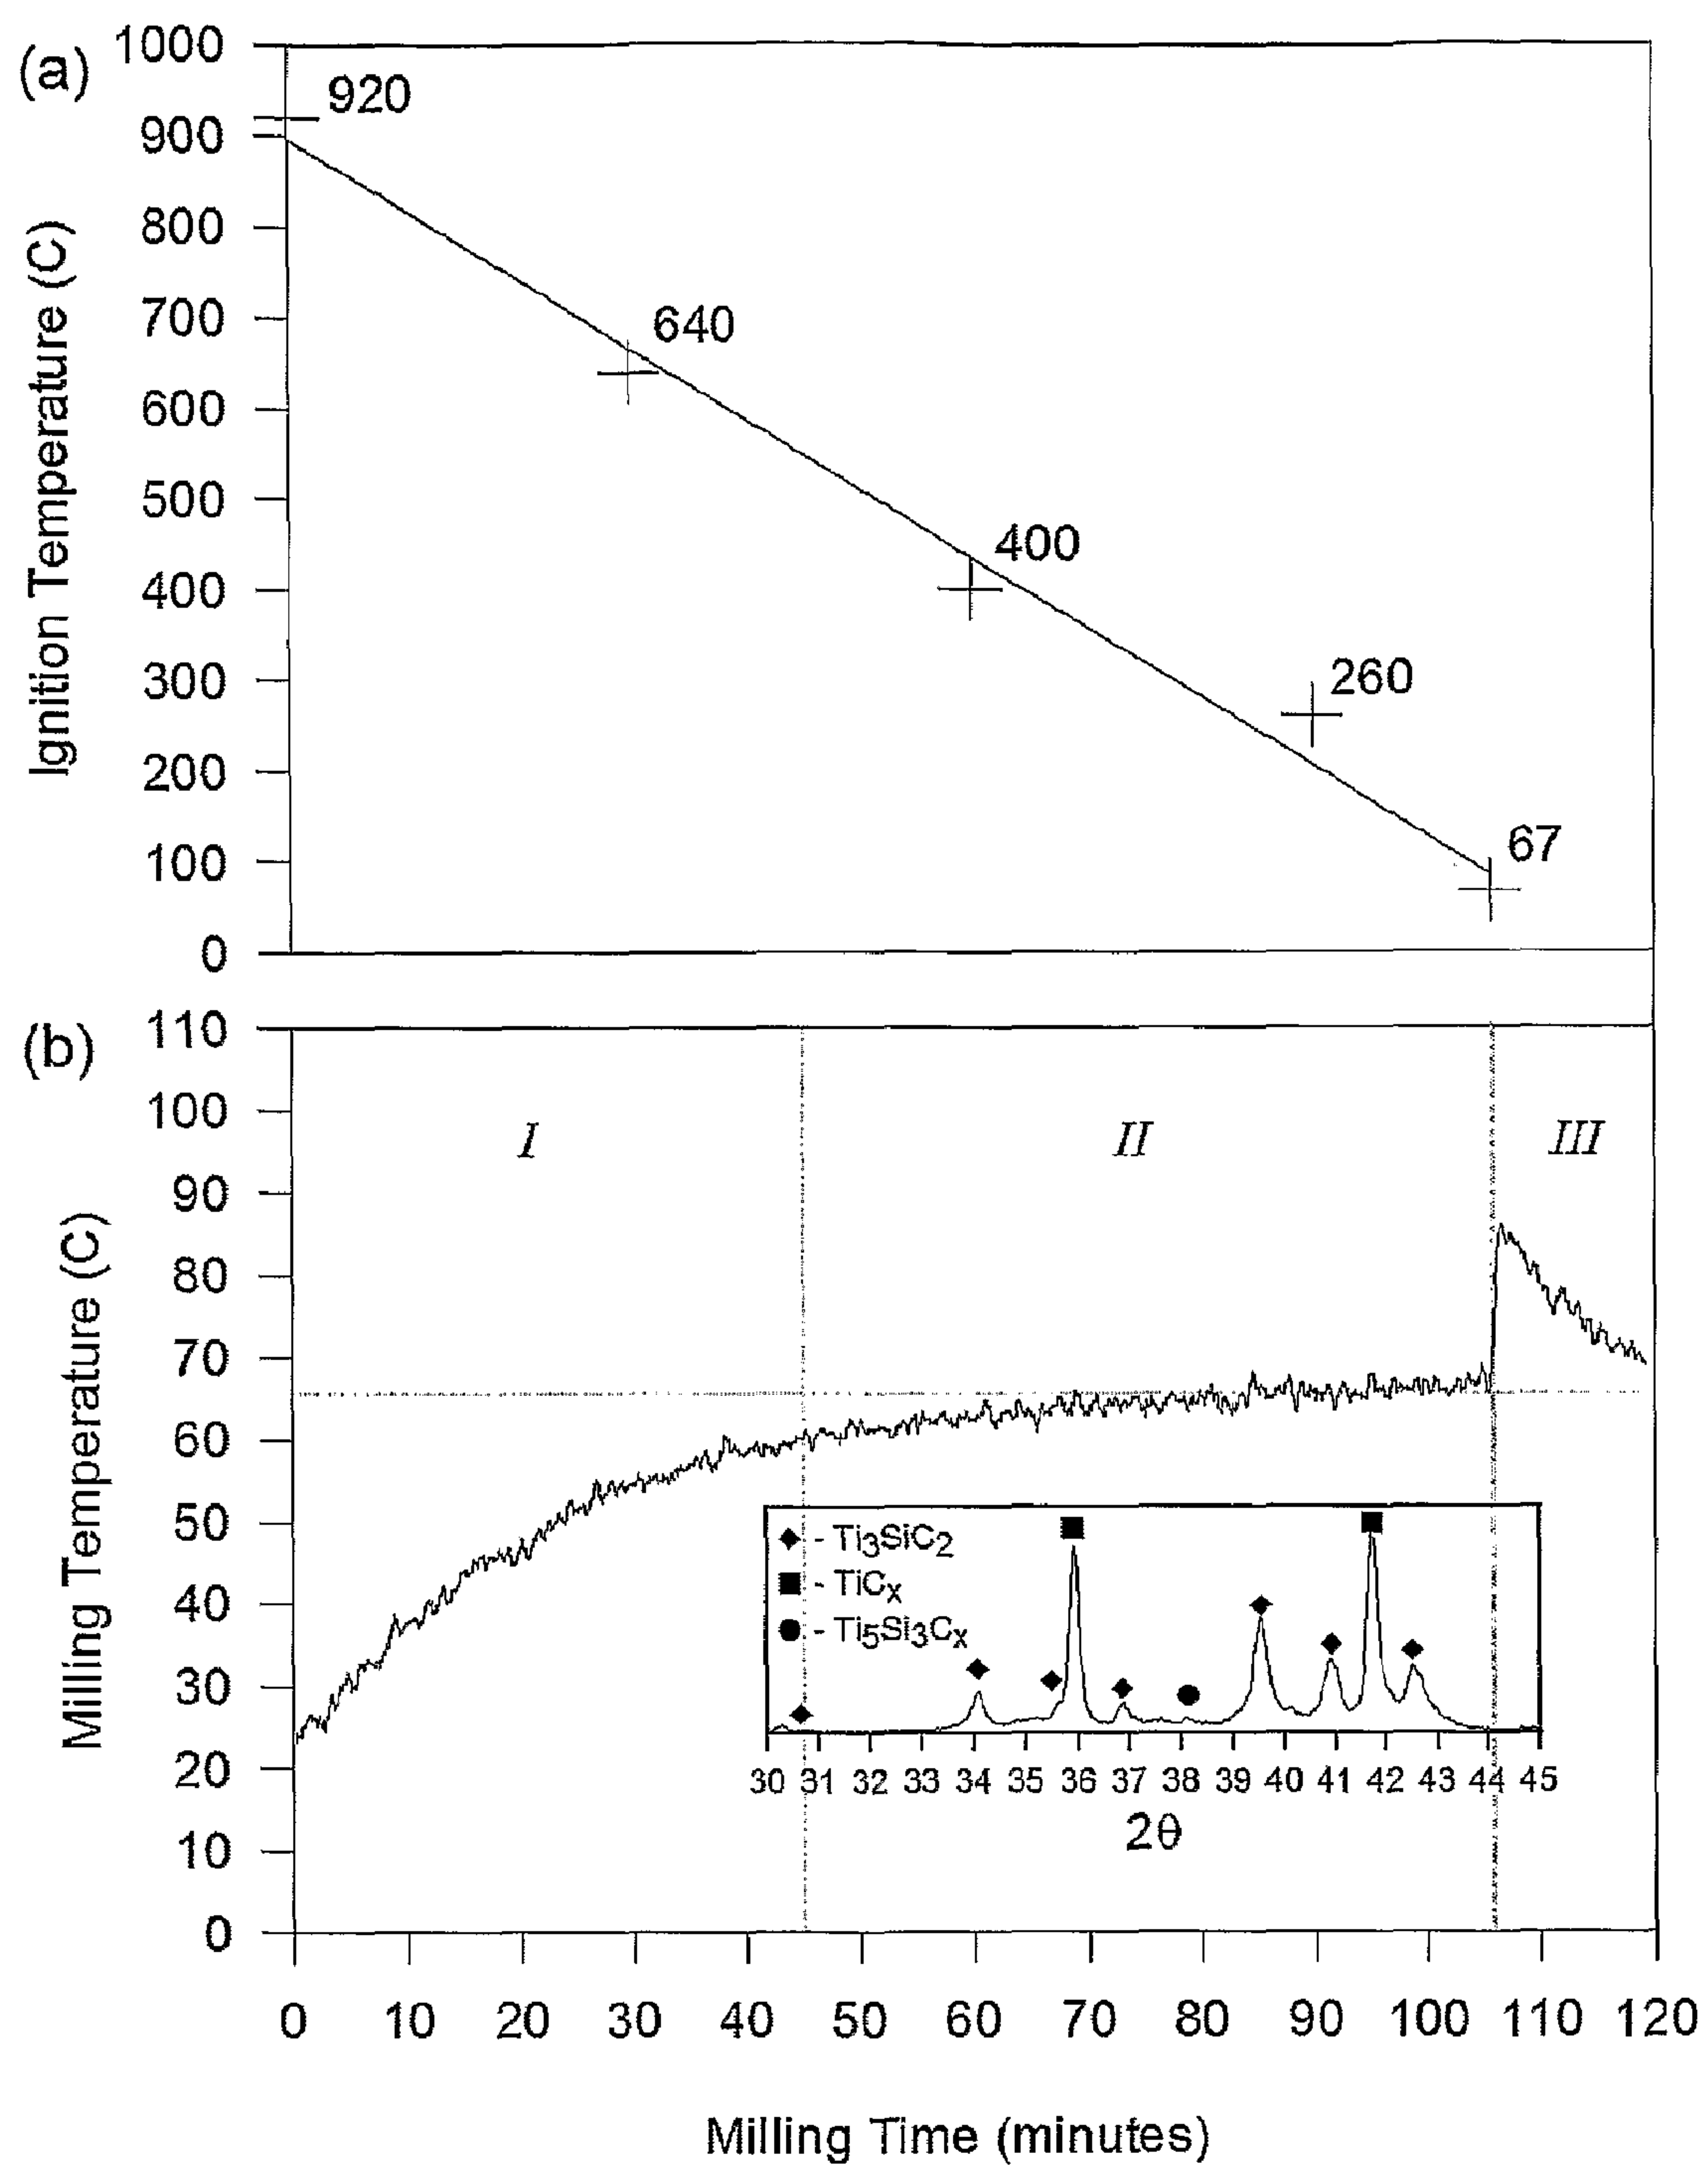 (a)
1000
920
900
800
700
640
600
500
400
400
300
260
200
100
67
0
Ignition Temperature (C)
(b)
110
100
90
80
70
60
50
40
30
20
10
0
I
II
III
Milling Temperature (C)
◆ - Ti3SiC2
■ - TiCx
● - Ti5Si3Cx
30 31 32 33 34 35 36 37 38 39 40 41 42 43 44 45
2θ
0 10 20 30 40 50 60 70 80 90 100 110 120
Milling Time (minutes)